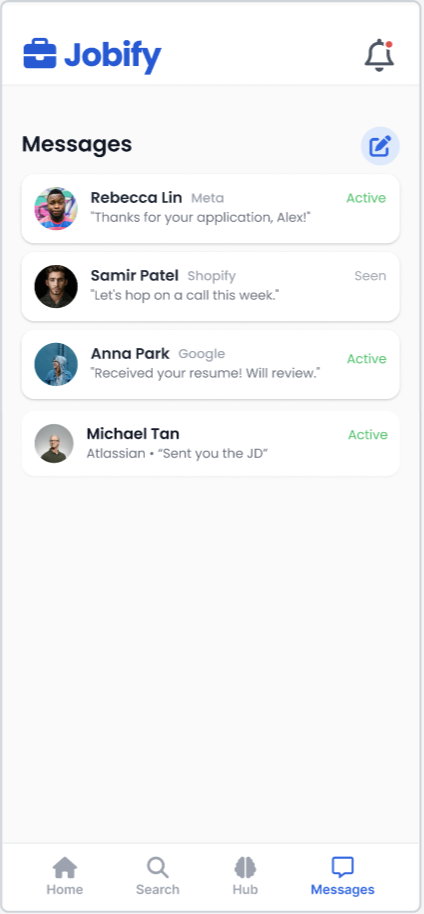 Jobify
Messages
Rebecca Lin Meta Active
"Thanks for your application, Alex!"
Samir Patel Shopify Seen
"Let's hop on a call this week."
Anna Park Google Active
"Received your resume! Will review."
Michael Tan Active
Atlassian • “Sent you the JD”
Home Search Hub Messages